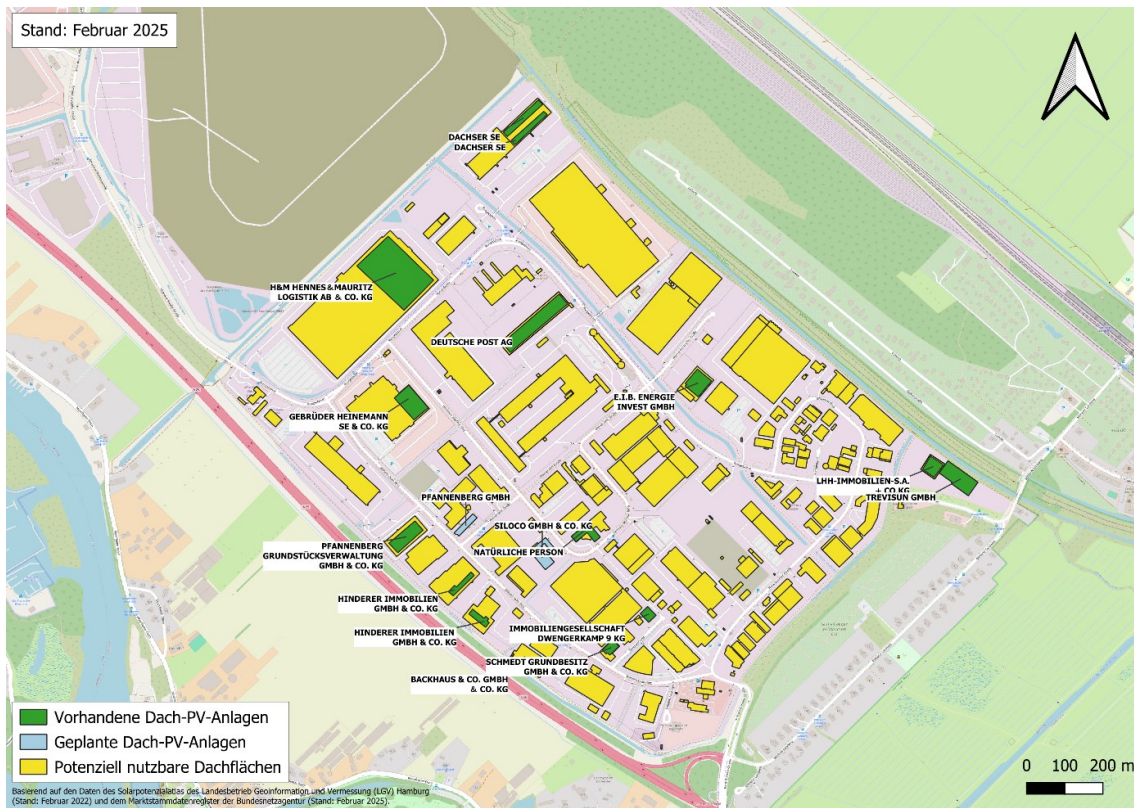 Stand: Februar 2025
DACHSER SE
DACHSER SE
H&M HENNES&MAURITZ
LOGISTIK AB & CO. KG
DEUTSCHE POST AG
E.I.B. ENERGIE
INVEST GMBH
GEBRÜDER HEINEMANN
SE & CO. KG
LHH-IMMOBILIEN-S.A.
+ CO KG
TREVISUN GMBH
PFANNENBERG GMBH
SILOCO GMBH & CO. KG
NATÜRLICHE PERSON
PFANNENBERG
GRUNDSTÜCKSVERWALTUNG
GMBH & CO. KG
HINDERER IMMOBILIEN
GMBH & CO. KG
HINDERER IMMOBILIEN
GMBH & CO. KG
IMMOBILIENGESELLSCHAFT
DWENGERKAMP 9 KG
SCHMEDT GRUNDBESITZ
GMBH & CO. KG
BACKHAUS & CO. GMBH
& CO. KG
Vorhandene Dach-PV-Anlagen
Geplante Dach-PV-Anlagen
Potenziell nutzbare Dachflächen
0 100 200 m
Basierend auf den Daten des Solarpotenzialatlas des Landesbetrieb Geoinformation und Vermessung (LGV) Hamburg
(Stand: Februar 2022) und dem Marktstammdatenregister der Bundesnetzagentur (Stand: Februar 2025).